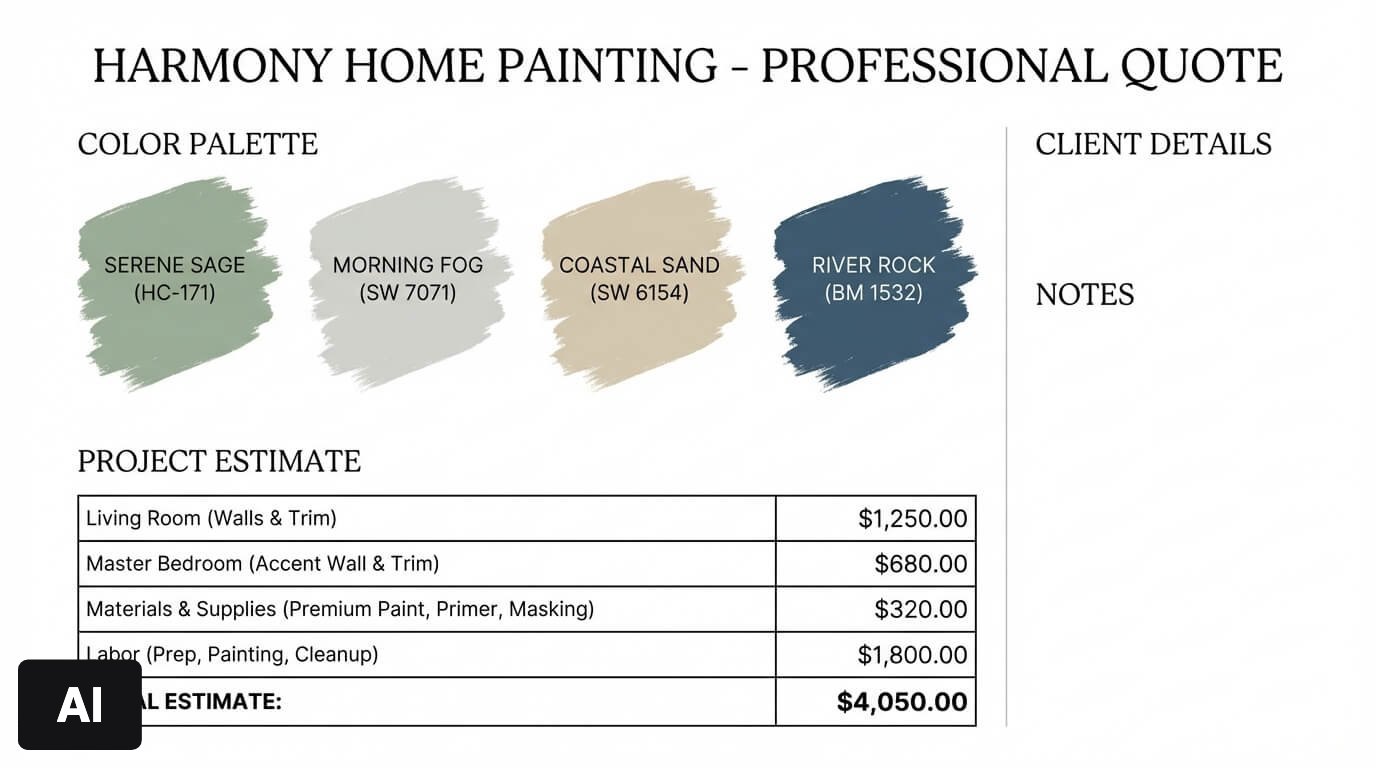 HARMONY HOME PAINTING – PROFESSIONAL QUOTE
COLOR PALETTE
SERENE SAGE
(HC-171)
MORNING FOG
(SW 7071)
COASTAL SAND
(SW 6154)
RIVER ROCK
(BM 1532)
CLIENT DETAILS
NOTES
PROJECT ESTIMATE
Living Room (Walls & Trim) $1,250.00
Master Bedroom (Accent Wall & Trim) $680.00
Materials & Supplies (Premium Paint, Primer, Masking) $320.00
Labor (Prep, Painting, Cleanup) $1,800.00
ESTIMATE: $4,050.00
AI